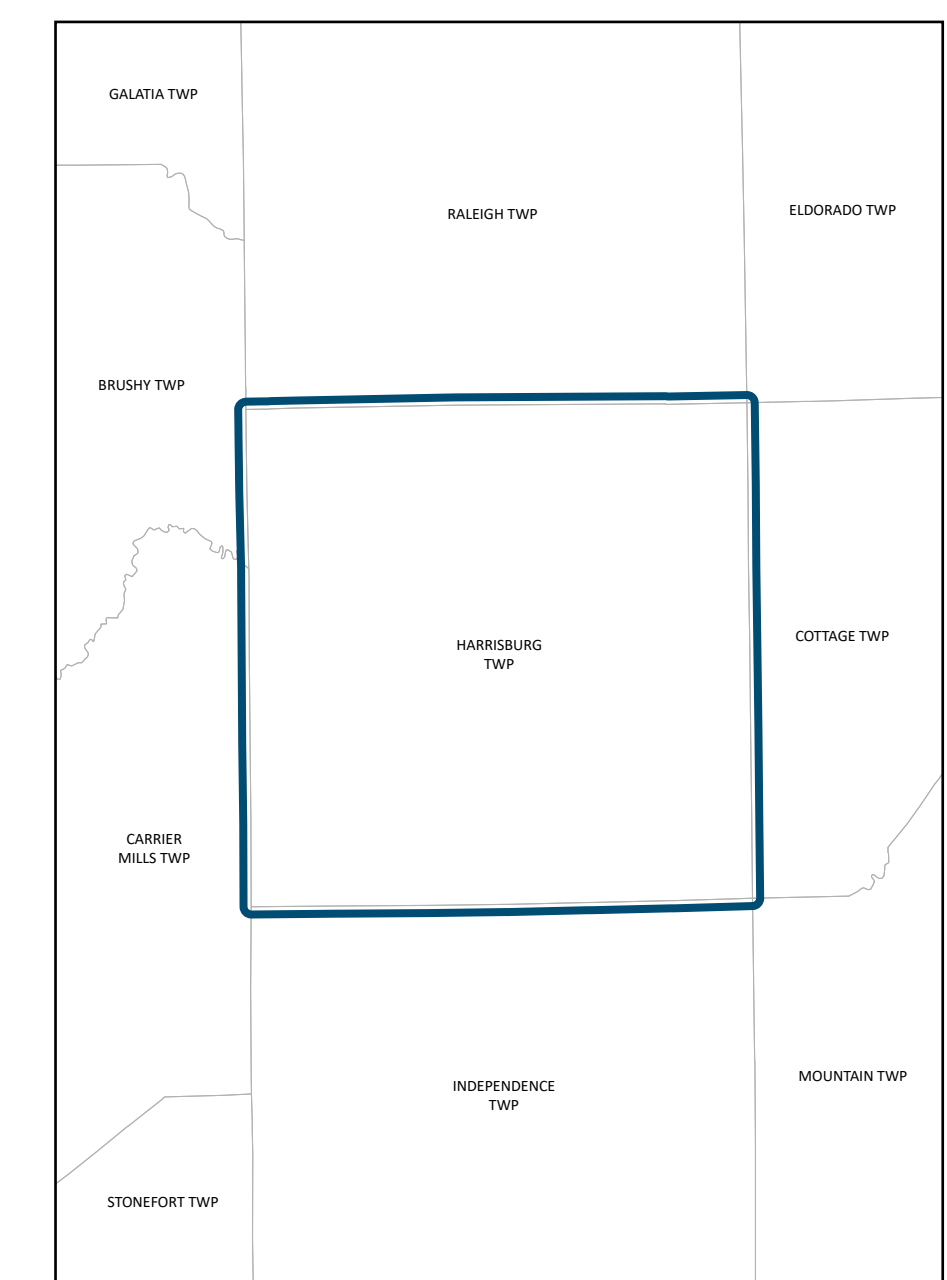 GALATIA TWP
RALEIGH TWP
ELDORADO TWP
BRUSHY TWP
HARRISBURG
TWP
COTTAGE TWP
CARRIER
MILLS TWP
INDEPENDENCE
TWP
MOUNTAIN TWP
STONEFORT TWP